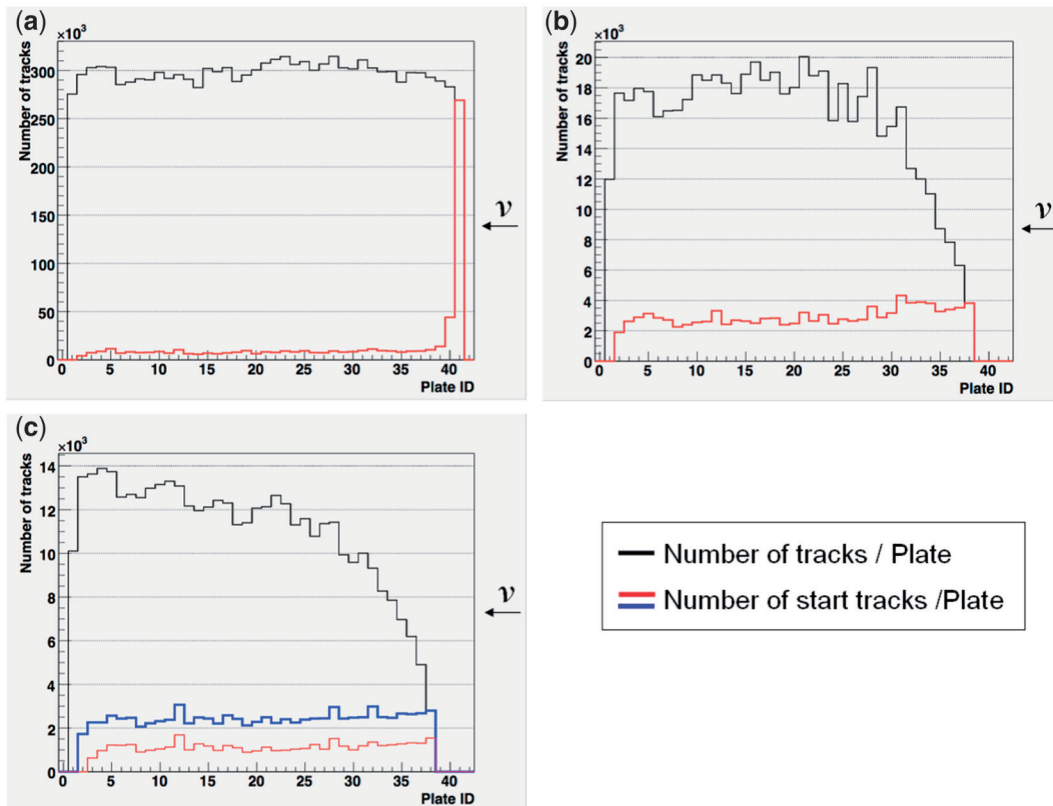 (a)
×10³
Number of tracks
300
250
200
150
100
50
0
0 5 10 15 20 25 30 35 40
Plate ID
ν
(b)
×10³
Number of tracks
20
18
16
14
12
10
8
6
4
2
0
0 5 10 15 20 25 30 35 40
Plate ID
ν
(c)
×10³
Number of tracks
14
12
10
8
6
4
2
0
0 5 10 15 20 25 30 35 40
Plate ID
ν
Number of tracks / Plate
Number of start tracks /Plate